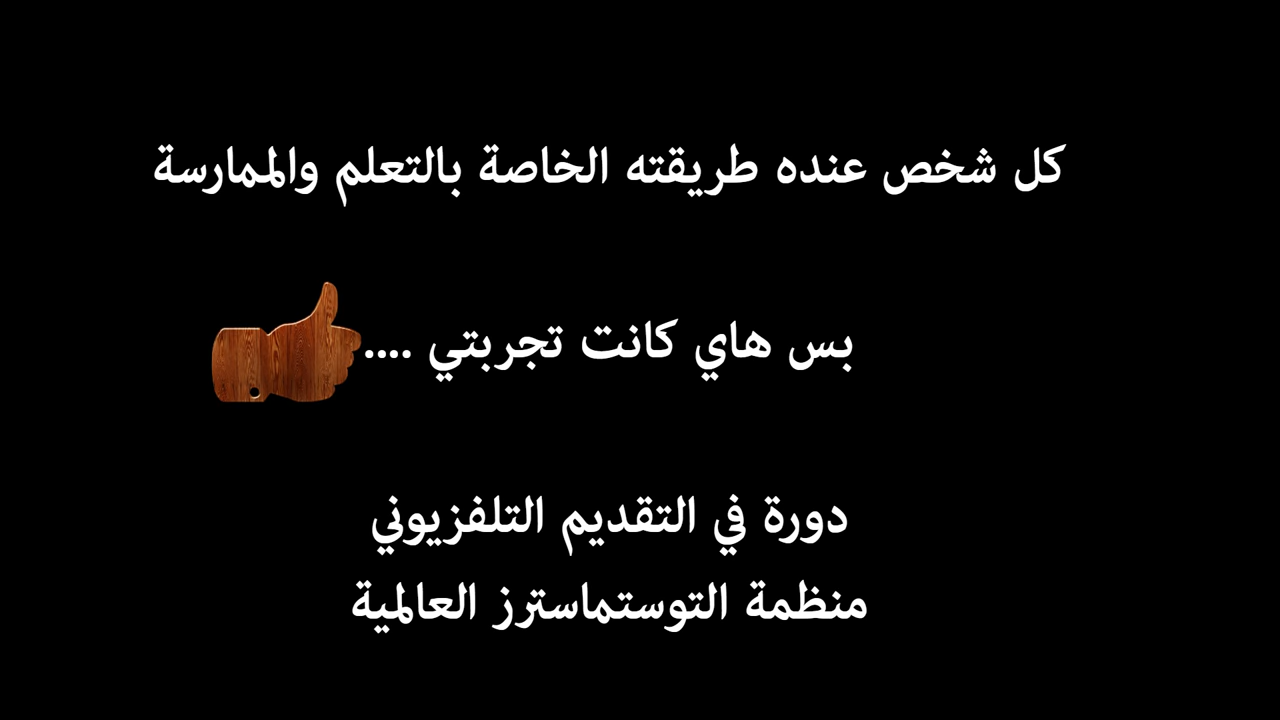 كل شخص عنده طريقته الخاصة بالتعلم والممارسة
بس هاي كانت تجربتي ....
دورة في التقديم التلفزيوني
منظمة التوستماسترز العالمية